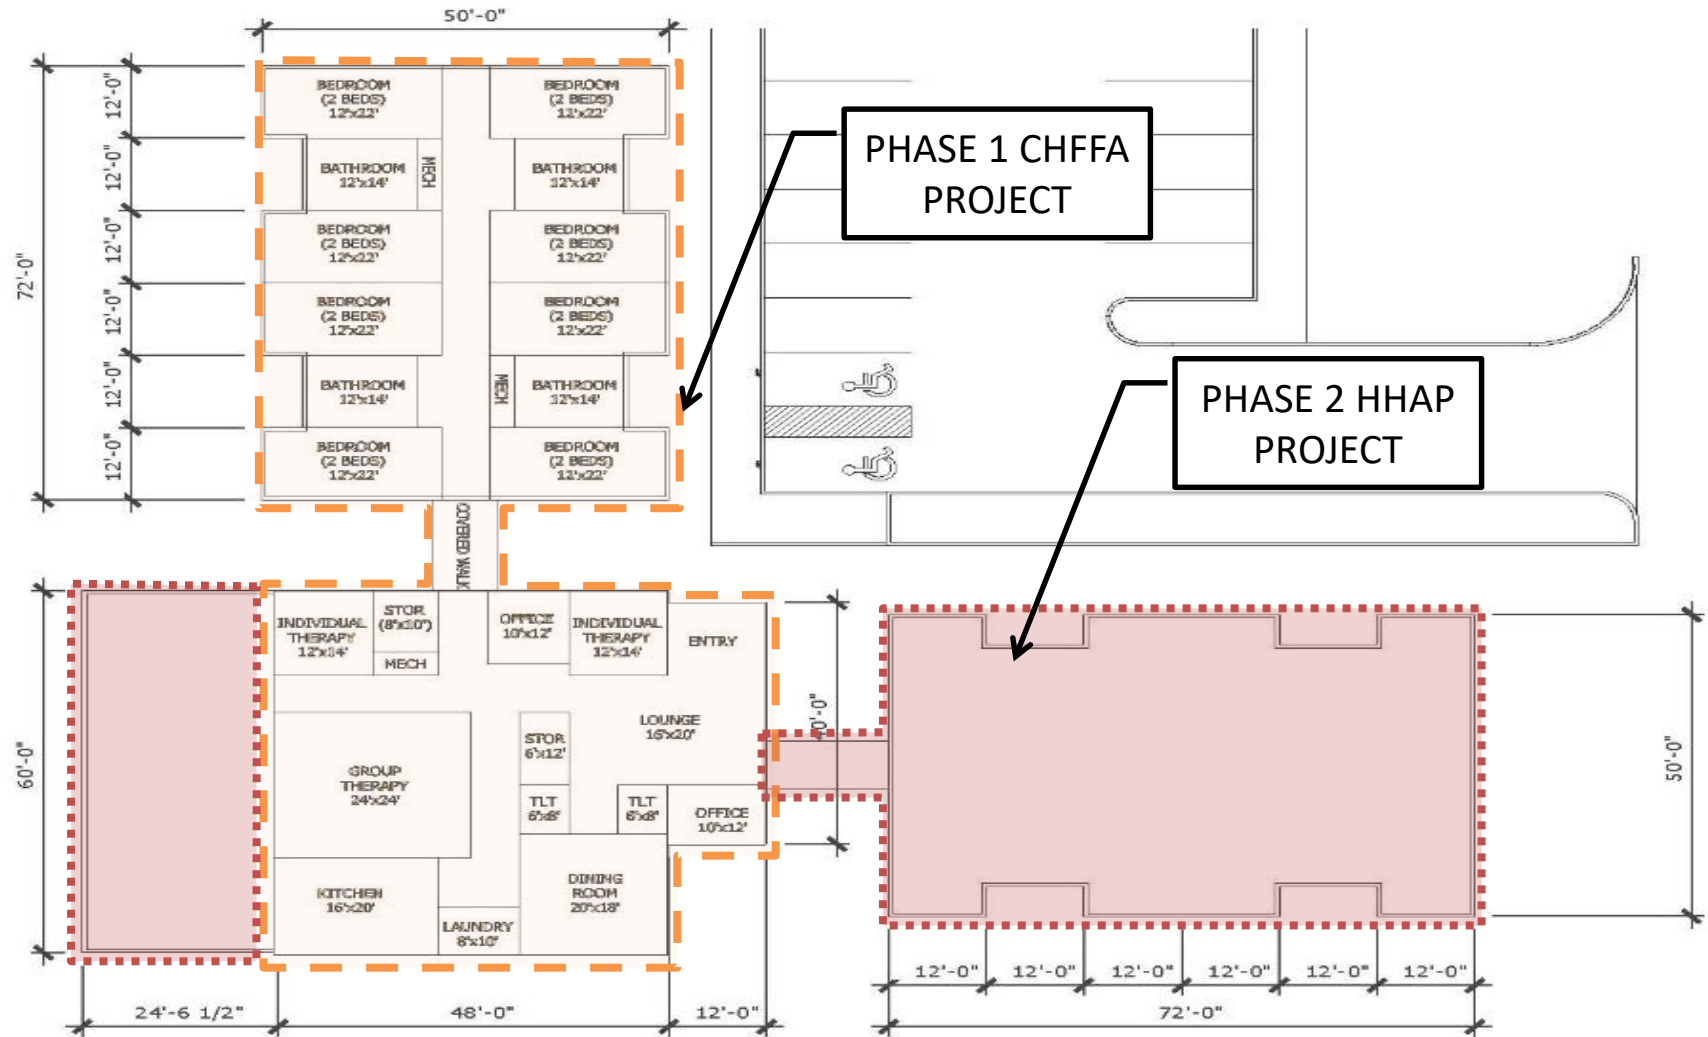 50'-0"
72'-0"
12'-0"
12'-0"
12'-0"
12'-0"
12'-0"
12'-0"
BEDROOM
(2 BEDS)
12'x22'
BEDROOM
(2 BEDS)
12'x22'
BATHROOM
12'x14'
MECH
BATHROOM
12'x14'
BEDROOM
(2 BEDS)
12'x22'
BEDROOM
(2 BEDS)
12'x22'
BEDROOM
(2 BEDS)
12'x22'
BEDROOM
(2 BEDS)
12'x22'
BATHROOM
12'x14'
MECH
BATHROOM
12'x14'
BEDROOM
(2 BEDS)
12'x22'
BEDROOM
(2 BEDS)
12'x22'
COVERED WALK
PHASE 1 CHFFA
PROJECT
PHASE 2 HHAP
PROJECT
60'-0"
INDIVIDUAL
THERAPY
12'x14'
STOR
(8'x10')
MECH
OFFICE
10'x12'
INDIVIDUAL
THERAPY
12'x14'
ENTRY
LOUNGE
16'x20'
STOR
6'x12'
GROUP
THERAPY
24'x24'
TLT
6'x8'
TLT
6'x8'
OFFICE
10'x12'
KITCHEN
16'x20'
LAUNDRY
8'x10'
DINING
ROOM
20'x18'
40'-0"
50'-0"
12'-0"
12'-0"
12'-0"
12'-0"
12'-0"
12'-0"
24'-6 1/2"
48'-0"
12'-0"
72'-0"